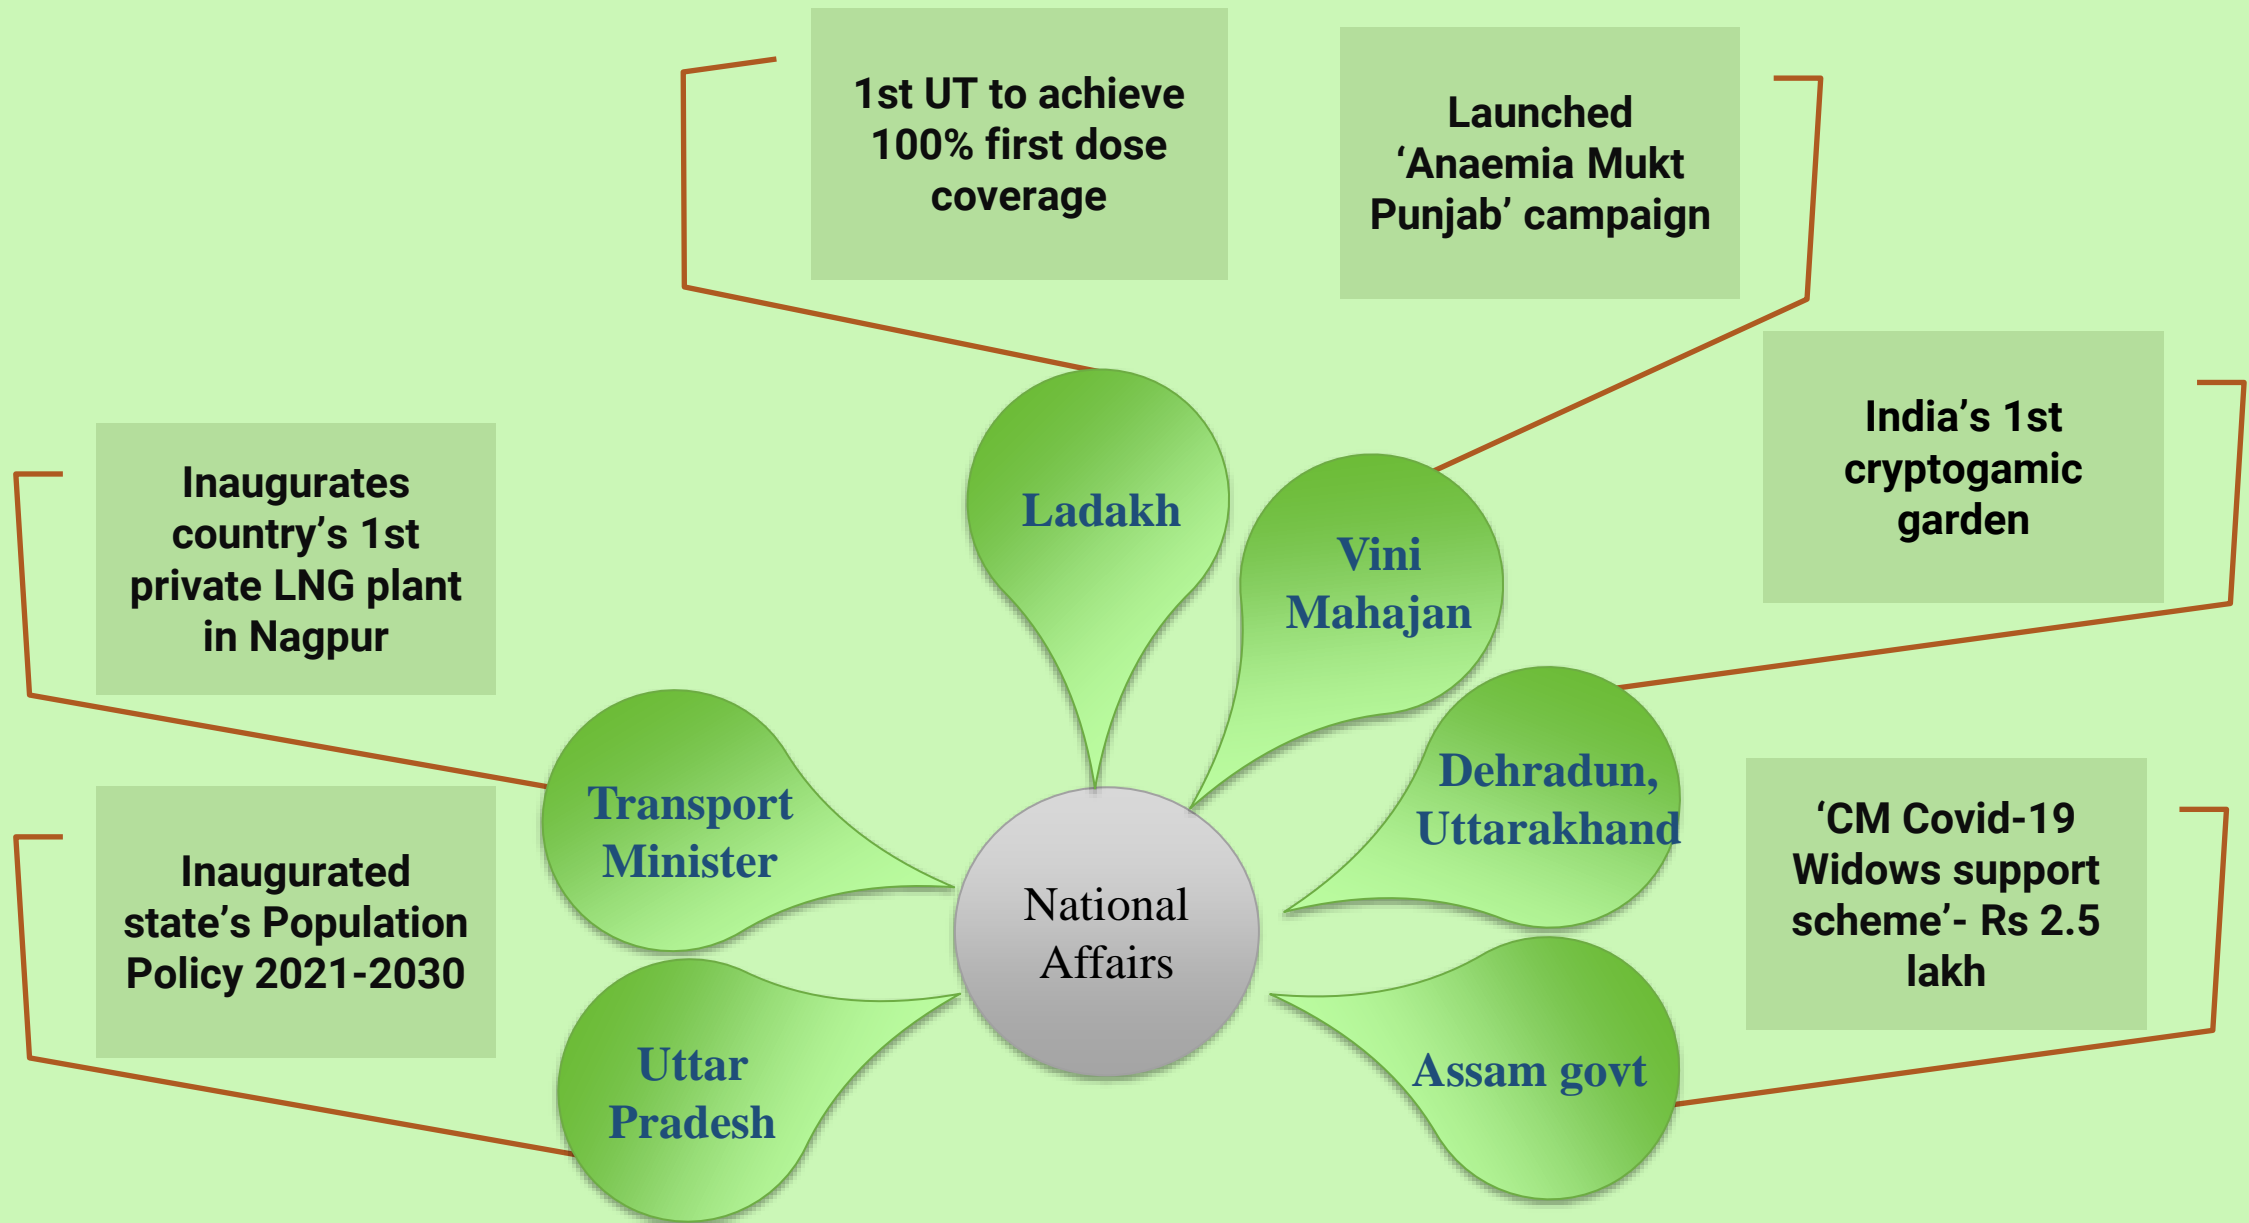 1st UT to achieve
100% first dose
coverage
Launched
‘Anaemia Mukt
Punjab’ campaign
India’s 1st
cryptogamic
garden
Inaugurates
country’s 1st
private LNG plant
in Nagpur
Ladakh
Vini
Mahajan
Transport
Minister
Dehradun,
Uttarakhand
Inaugurated
state’s Population
Policy 2021-2030
National
Affairs
‘CM Covid-19
Widows support
scheme’- Rs 2.5
lakh
Uttar
Pradesh
Assam govt